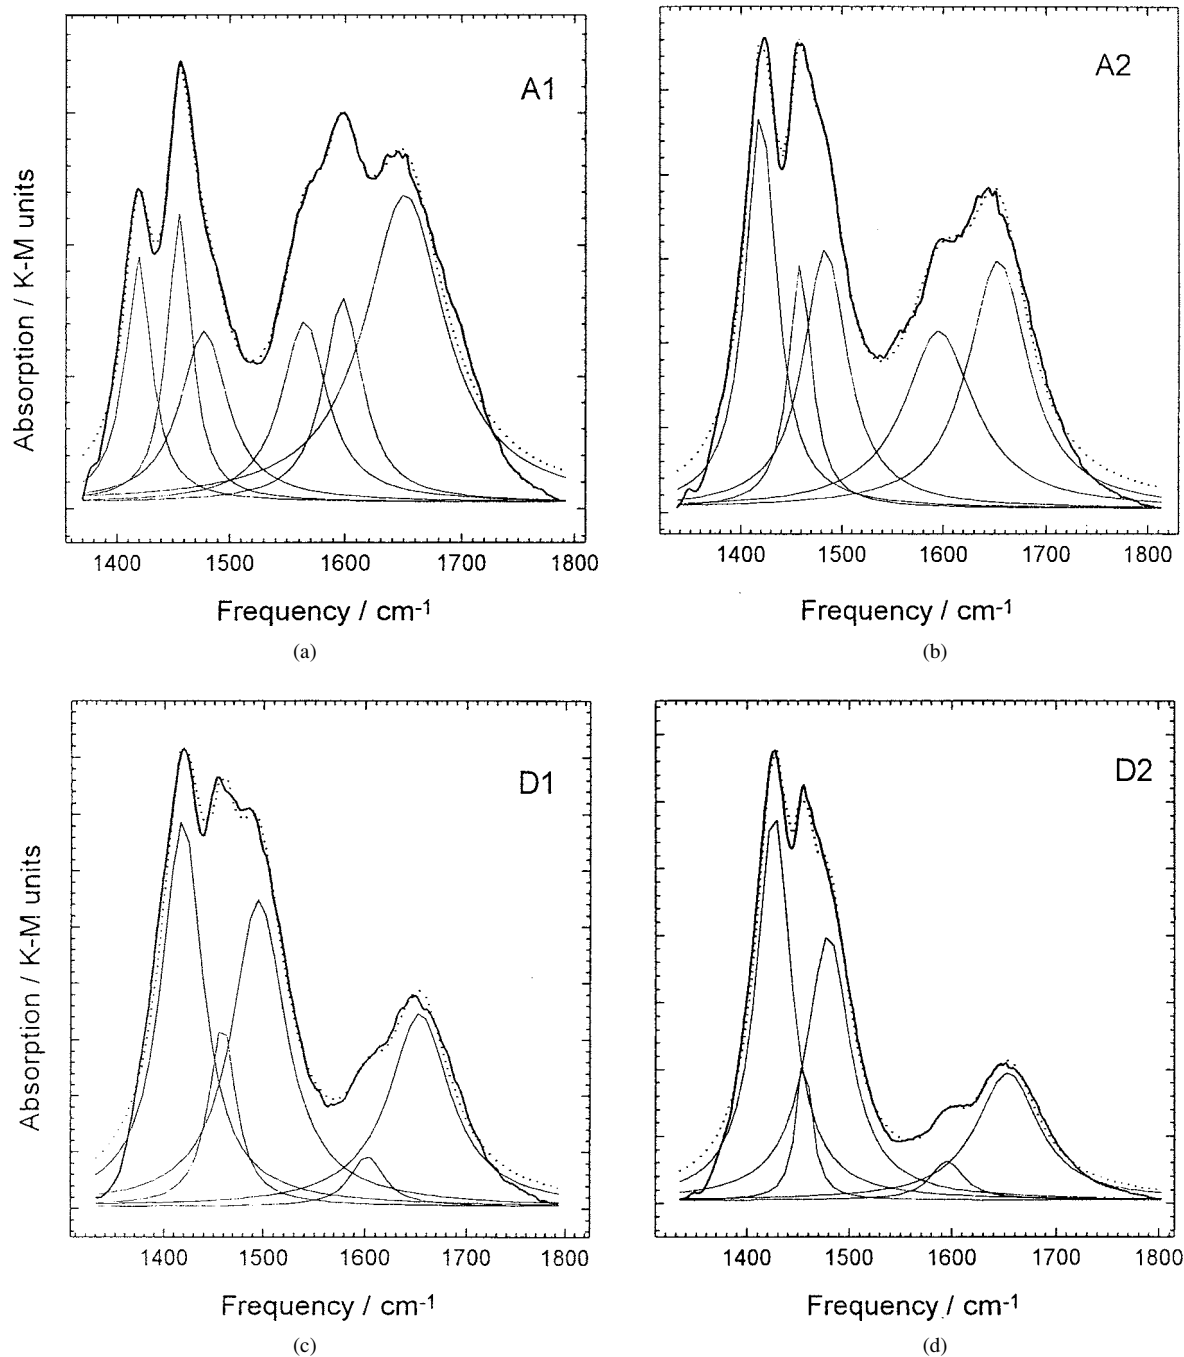 A1
Absorption / K-M units
1400 1500 1600 1700 1800
Frequency / cm-1
(a)
A2
1400 1500 1600 1700 1800
Frequency / cm-1
(b)
D1
Absorption / K-M units
1400 1500 1600 1700 1800
Frequency / cm-1
(c)
D2
1400 1500 1600 1700 1800
Frequency / cm-1
(d)